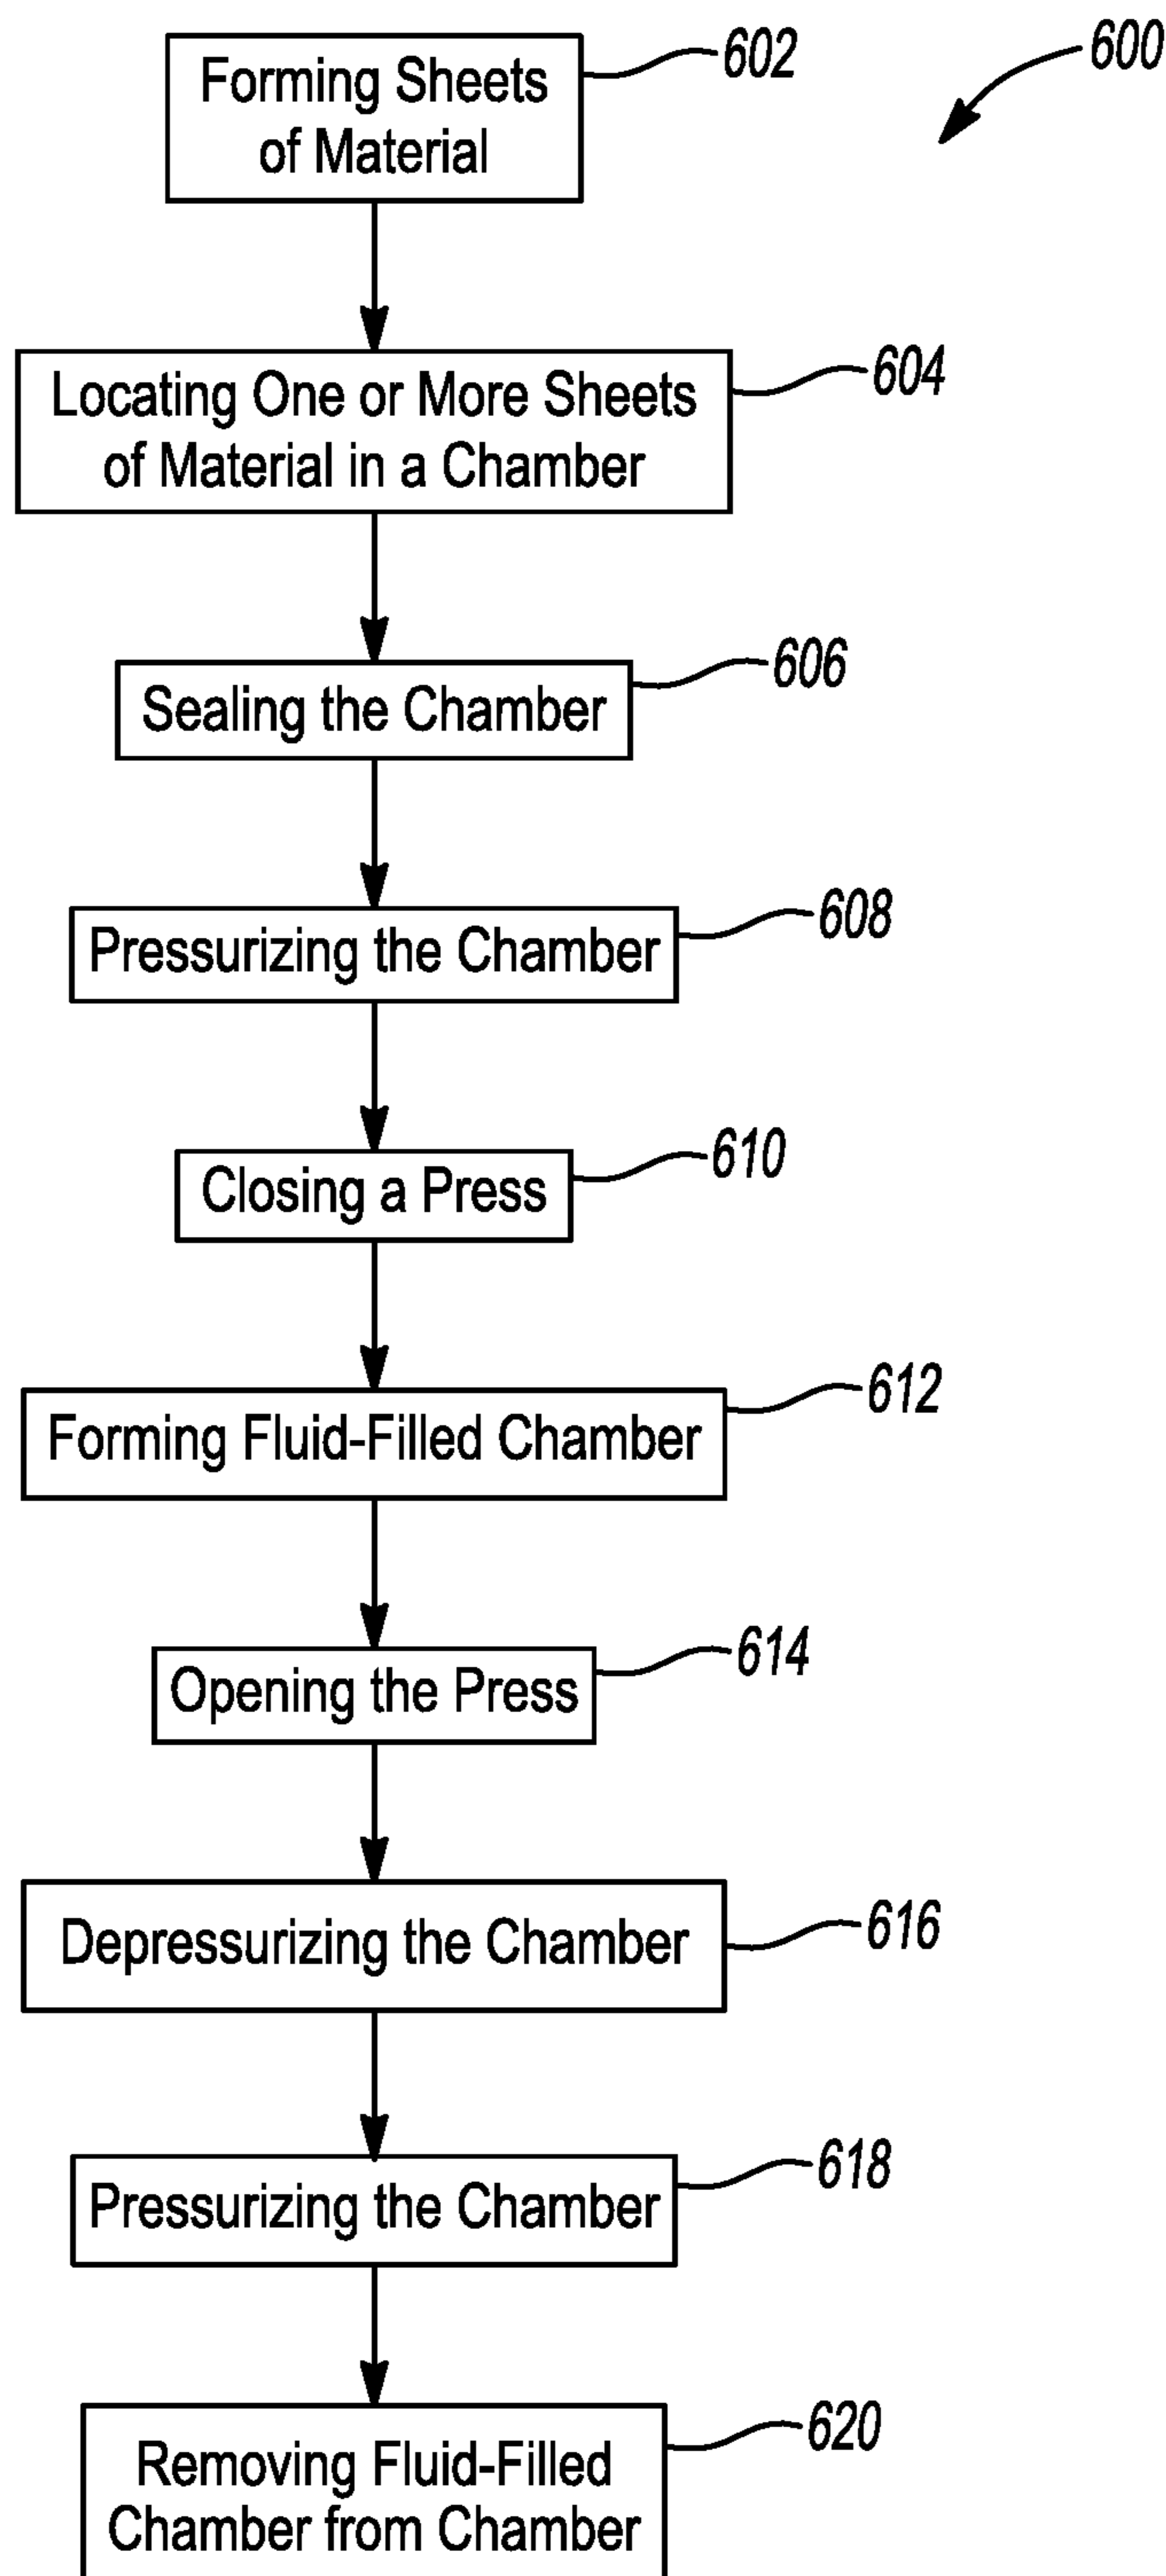 600
Forming Sheets
of Material
602
Locating One or More Sheets
of Material in a Chamber
604
Sealing the Chamber
606
Pressurizing the Chamber
608
Closing a Press
610
Forming Fluid-Filled Chamber
612
Opening the Press
614
Depressurizing the Chamber
616
Pressurizing the Chamber
618
Removing Fluid-Filled
Chamber from Chamber
620